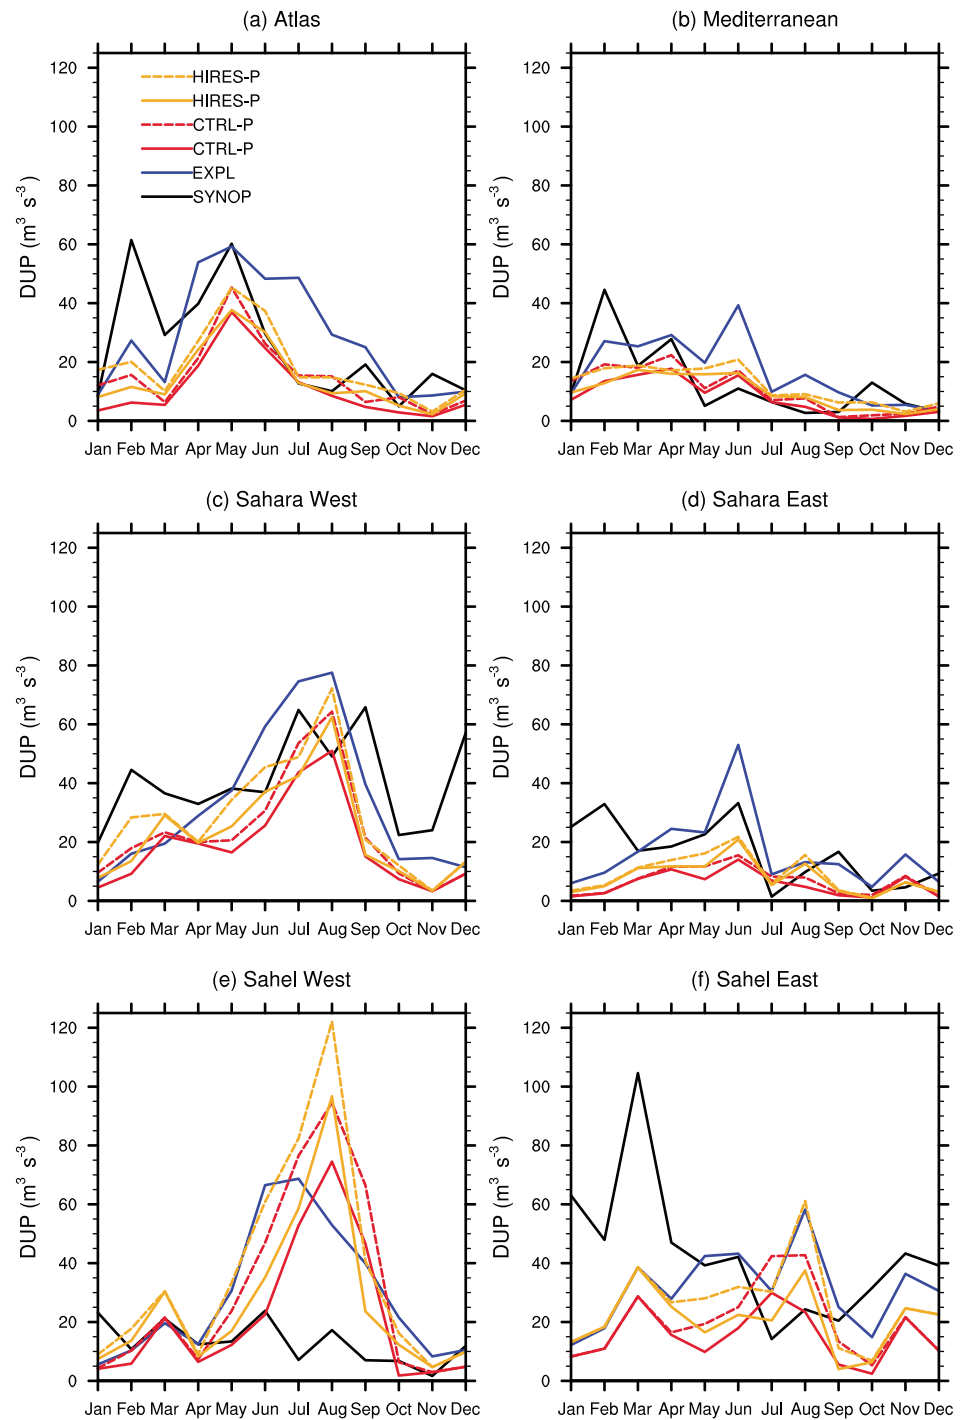 (a) Atlas
120
100
80
60
40
20
0
DUP (m³ s⁻³)
HIRES-P
HIRES-P
CTRL-P
CTRL-P
EXPL
SYNOP
Jan Feb Mar Apr May Jun Jul Aug Sep Oct Nov Dec
(b) Mediterranean
120
100
80
60
40
20
0
DUP (m³ s⁻³)
Jan Feb Mar Apr May Jun Jul Aug Sep Oct Nov Dec
(c) Sahara West
120
100
80
60
40
20
0
DUP (m³ s⁻³)
Jan Feb Mar Apr May Jun Jul Aug Sep Oct Nov Dec
(d) Sahara East
120
100
80
60
40
20
0
DUP (m³ s⁻³)
Jan Feb Mar Apr May Jun Jul Aug Sep Oct Nov Dec
(e) Sahel West
120
100
80
60
40
20
0
DUP (m³ s⁻³)
Jan Feb Mar Apr May Jun Jul Aug Sep Oct Nov Dec
(f) Sahel East
120
100
80
60
40
20
0
DUP (m³ s⁻³)
Jan Feb Mar Apr May Jun Jul Aug Sep Oct Nov Dec